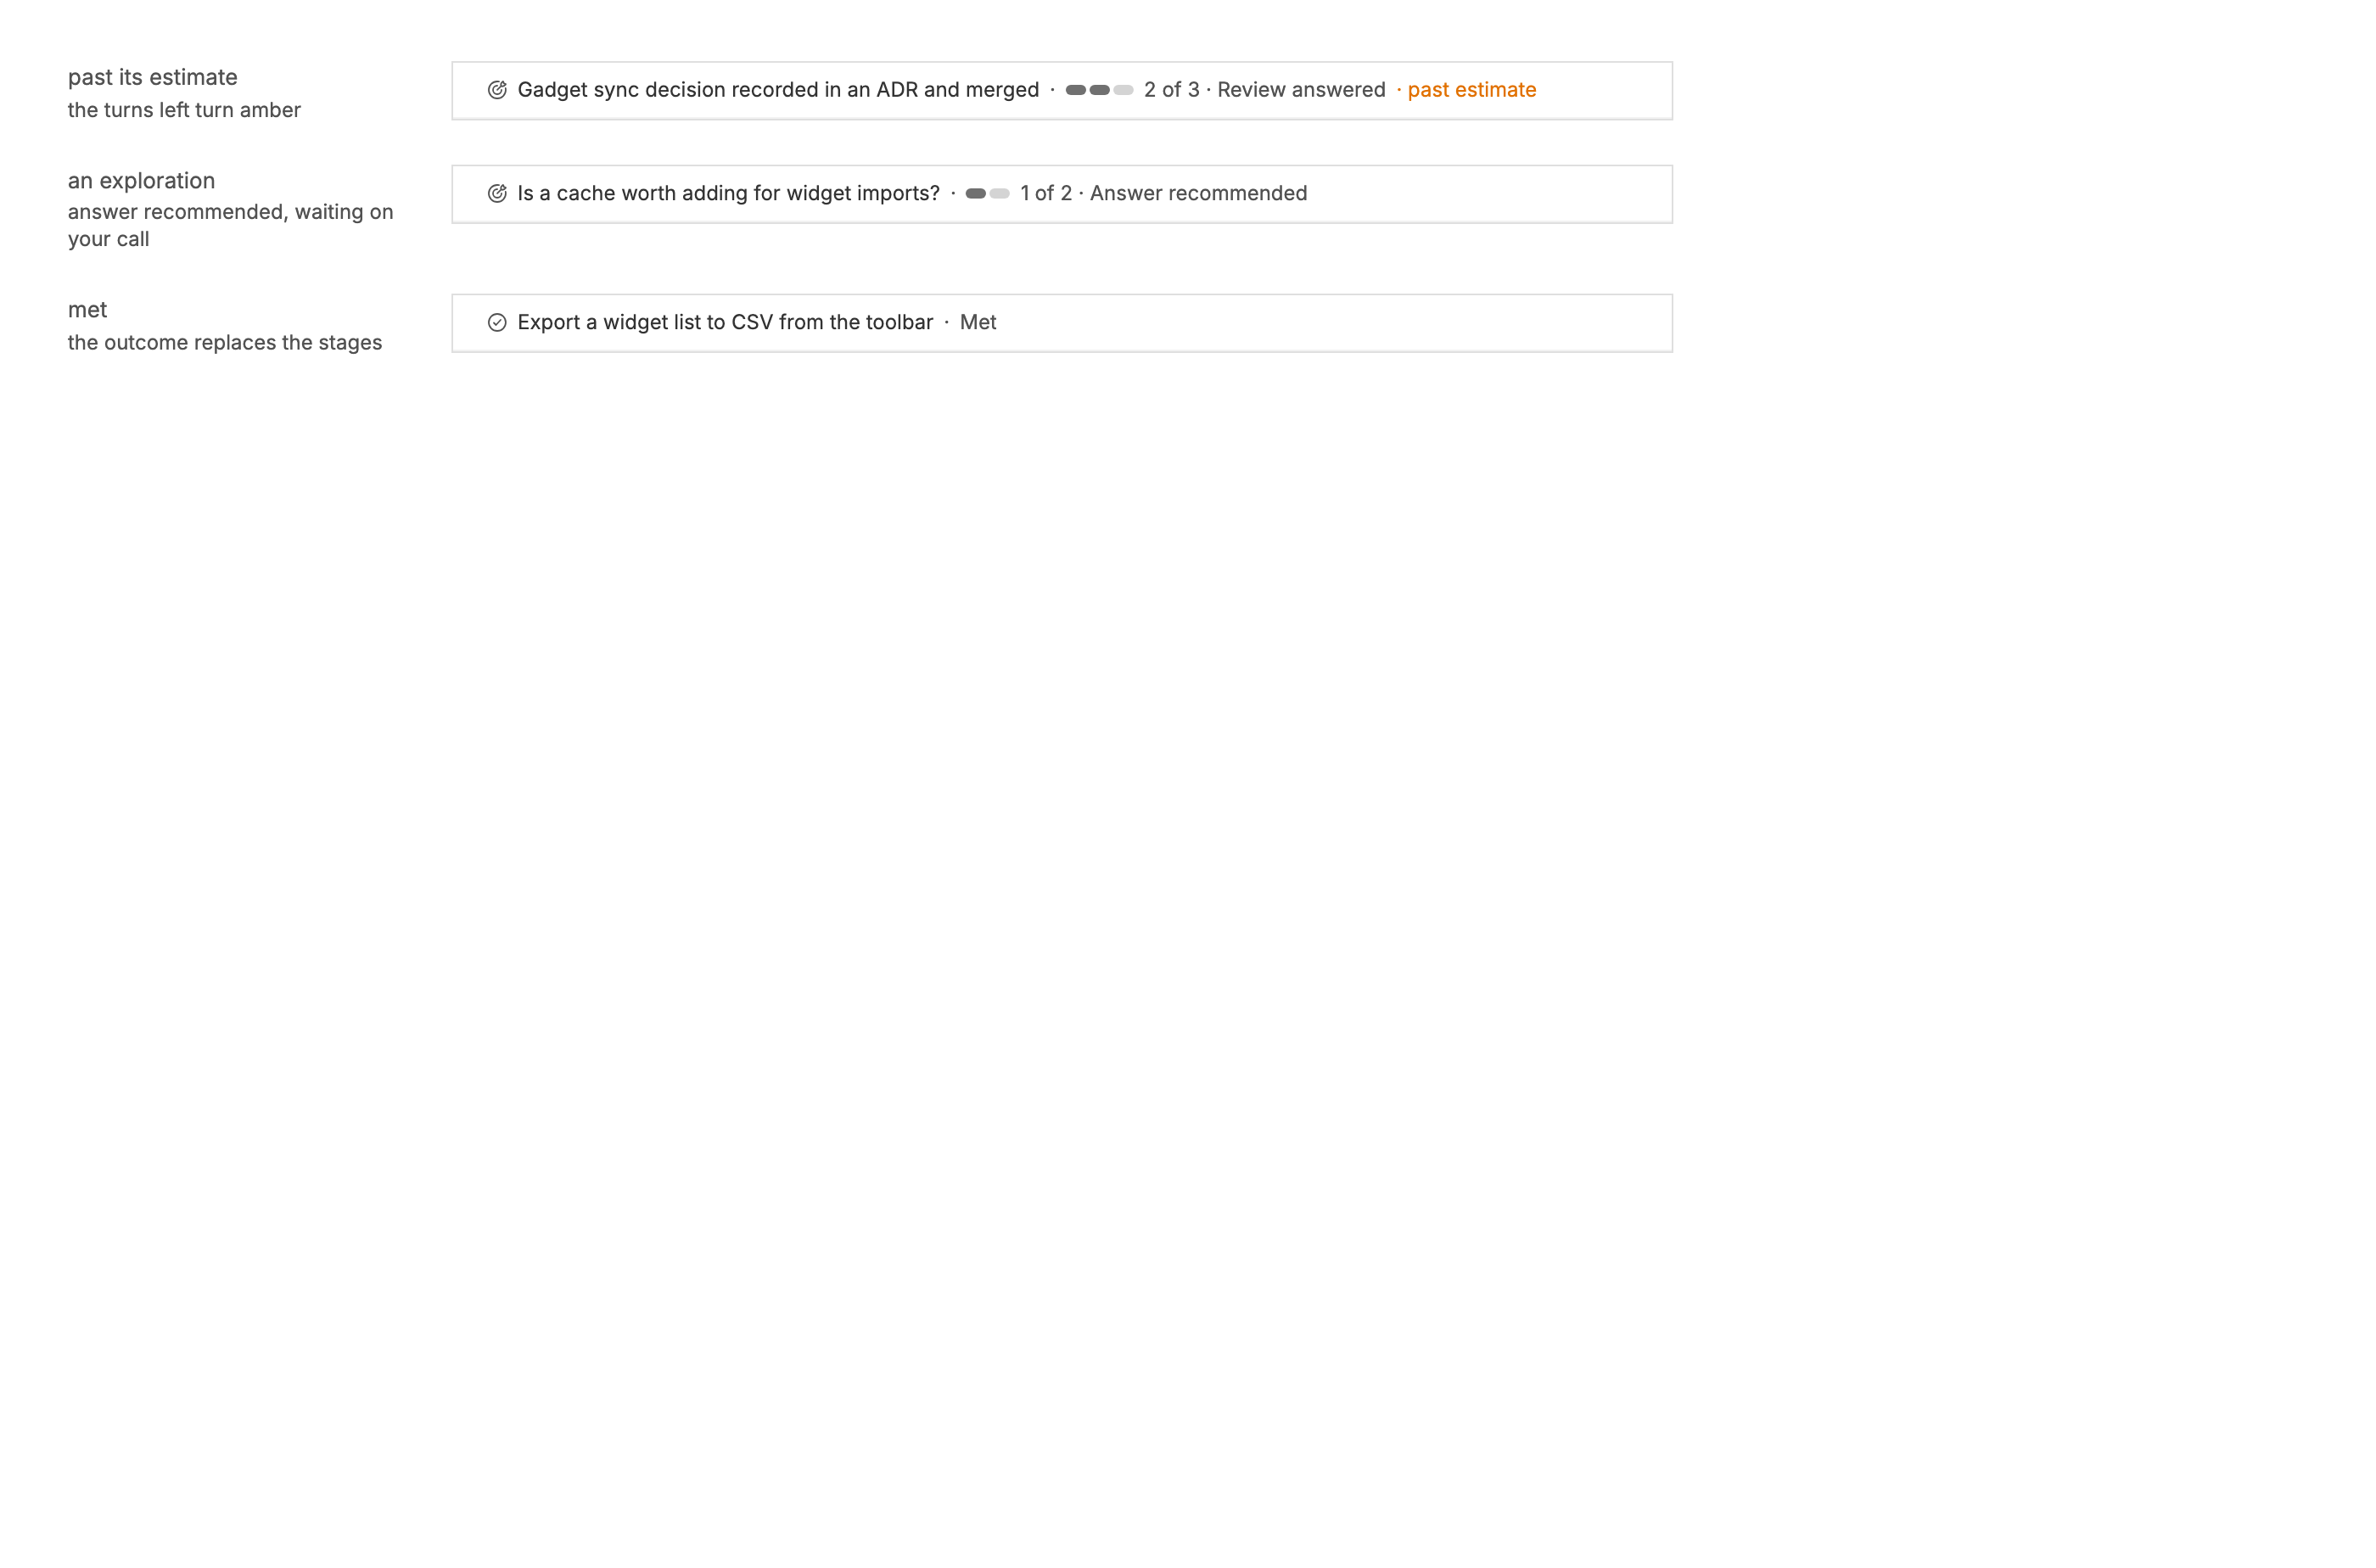 past its estimate
the turns left turn amber
Gadget sync decision recorded in an ADR and merged · 2 of 3 · Review answered · past estimate
an exploration
answer recommended, waiting on
your call
Is a cache worth adding for widget imports? · 1 of 2 · Answer recommended
met
the outcome replaces the stages
Export a widget list to CSV from the toolbar · Met